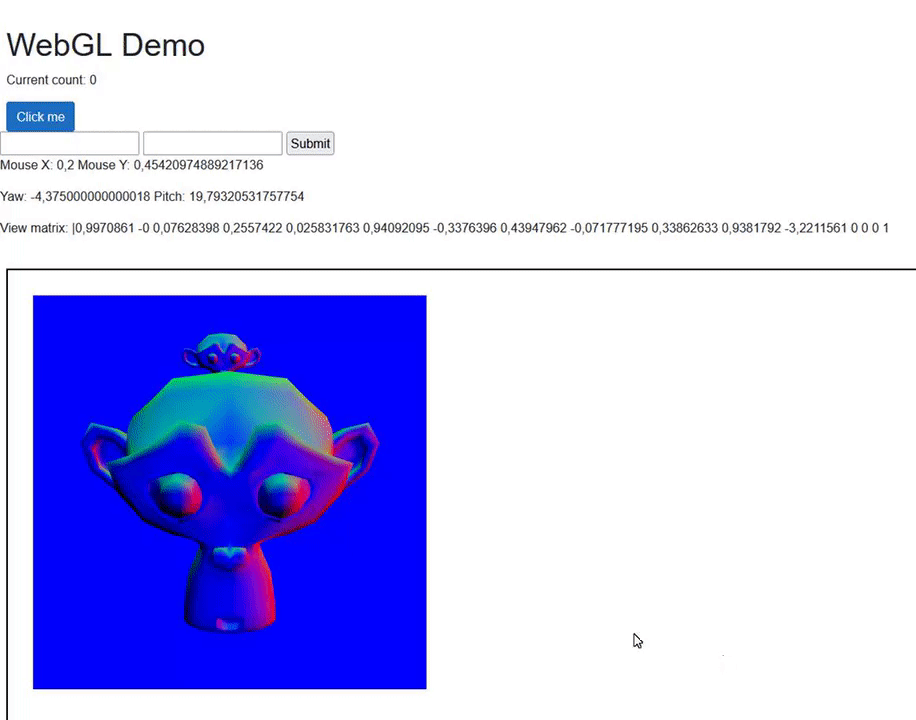 WebGL Demo
Current count: 0
Click me
Submit
Mouse X: 0,2 Mouse Y: 0,45420974889217136
Yaw: -4,375000000000018 Pitch: 19,79320531757754
View matrix: |0,9970861 -0 0,07628398 0,2557422 0,025831763 0,94092095 -0,3376396 0,43947962 -0,071777195 0,33862633 0,9381792 -3,2211561 0 0 0 1